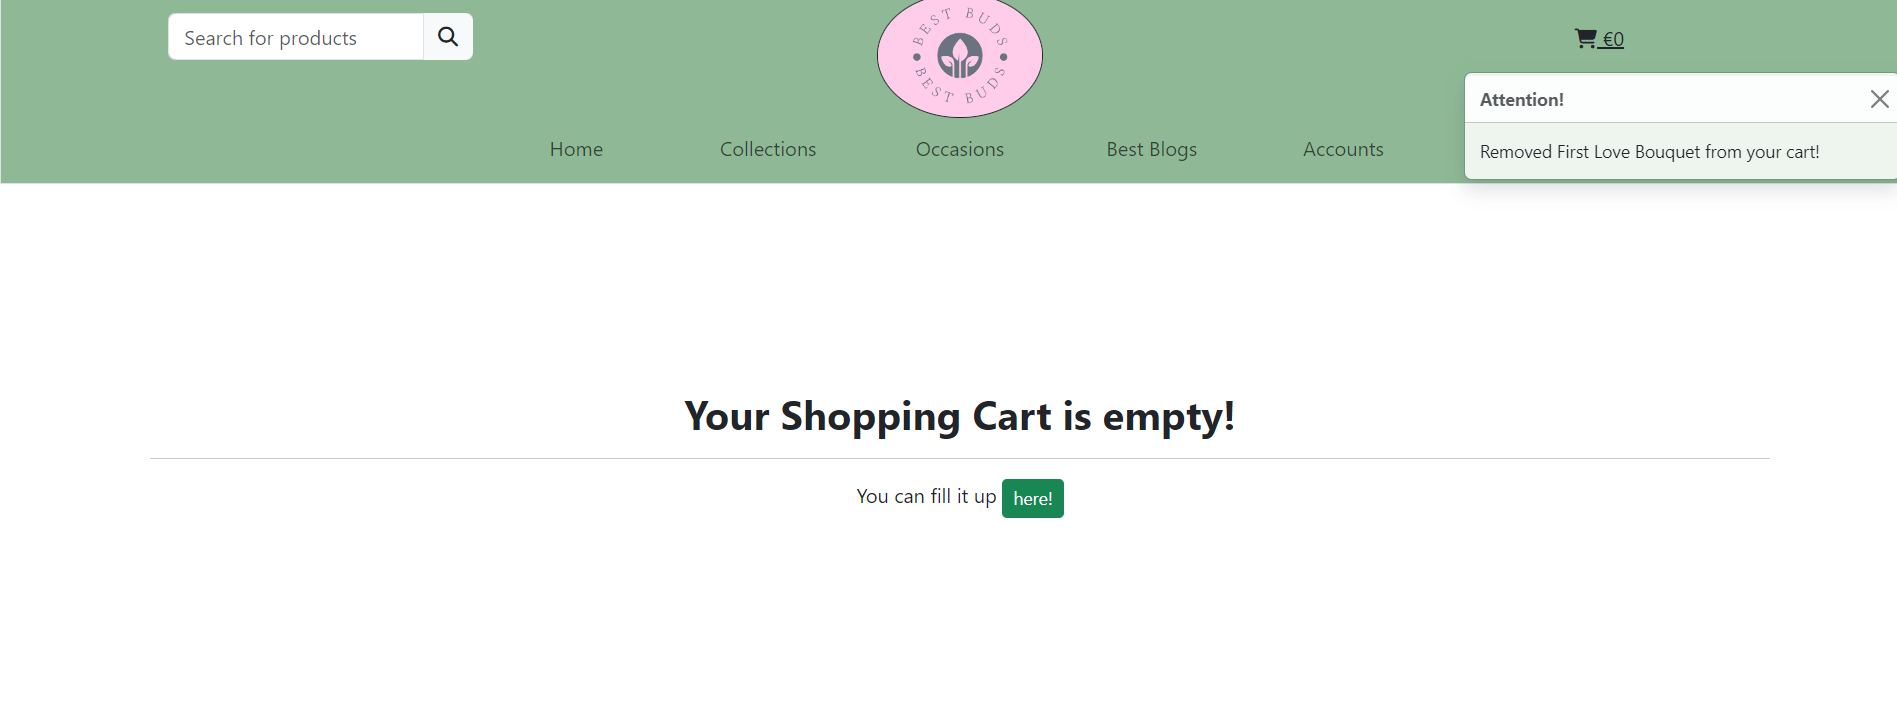 Search for products
BEST BUDS
BEST BUDS
€0
Attention!
Removed First Love Bouquet from your cart!
Home
Collections
Occasions
Best Blogs
Accounts
Your Shopping Cart is empty!
You can fill it up here!